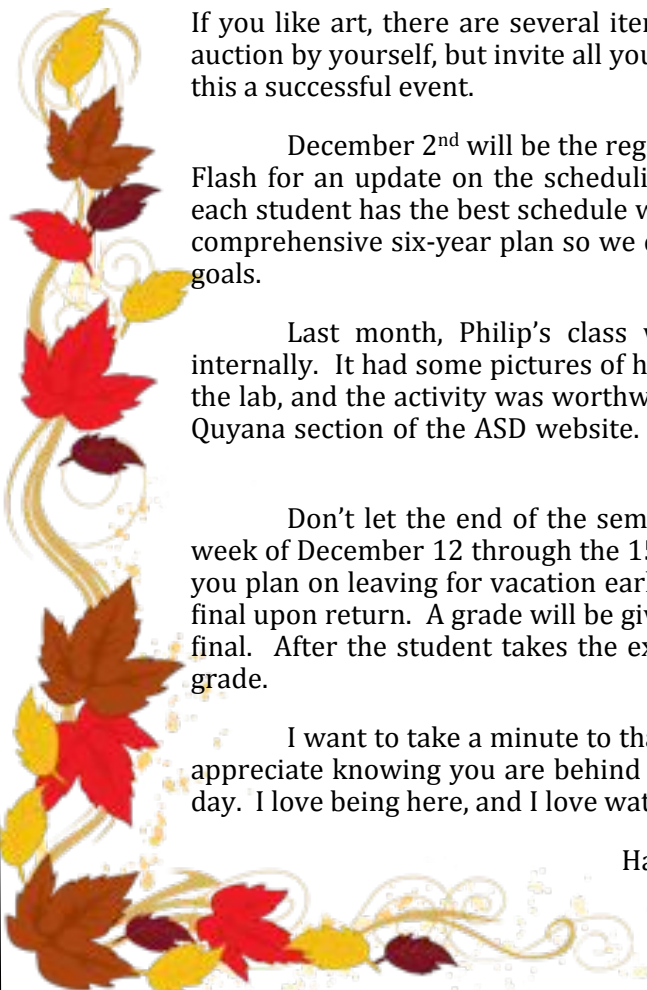 If you like art, there are several iter
auction by yourself, but invite all you
this a successful event.
December 2nd will be the reg
Flash for an update on the scheduli
each student has the best schedule w
comprehensive six-year plan so we c
goals.
Last month, Philip’s class v
internally. It had some pictures of h
the lab, and the activity was worthw
Quyana section of the ASD website.
Don’t let the end of the sem
week of December 12 through the 15
you plan on leaving for vacation earl
final upon return. A grade will be giv
final. After the student takes the ex
grade.
I want to take a minute to tha
appreciate knowing you are behind
day. I love being here, and I love wat
Ha